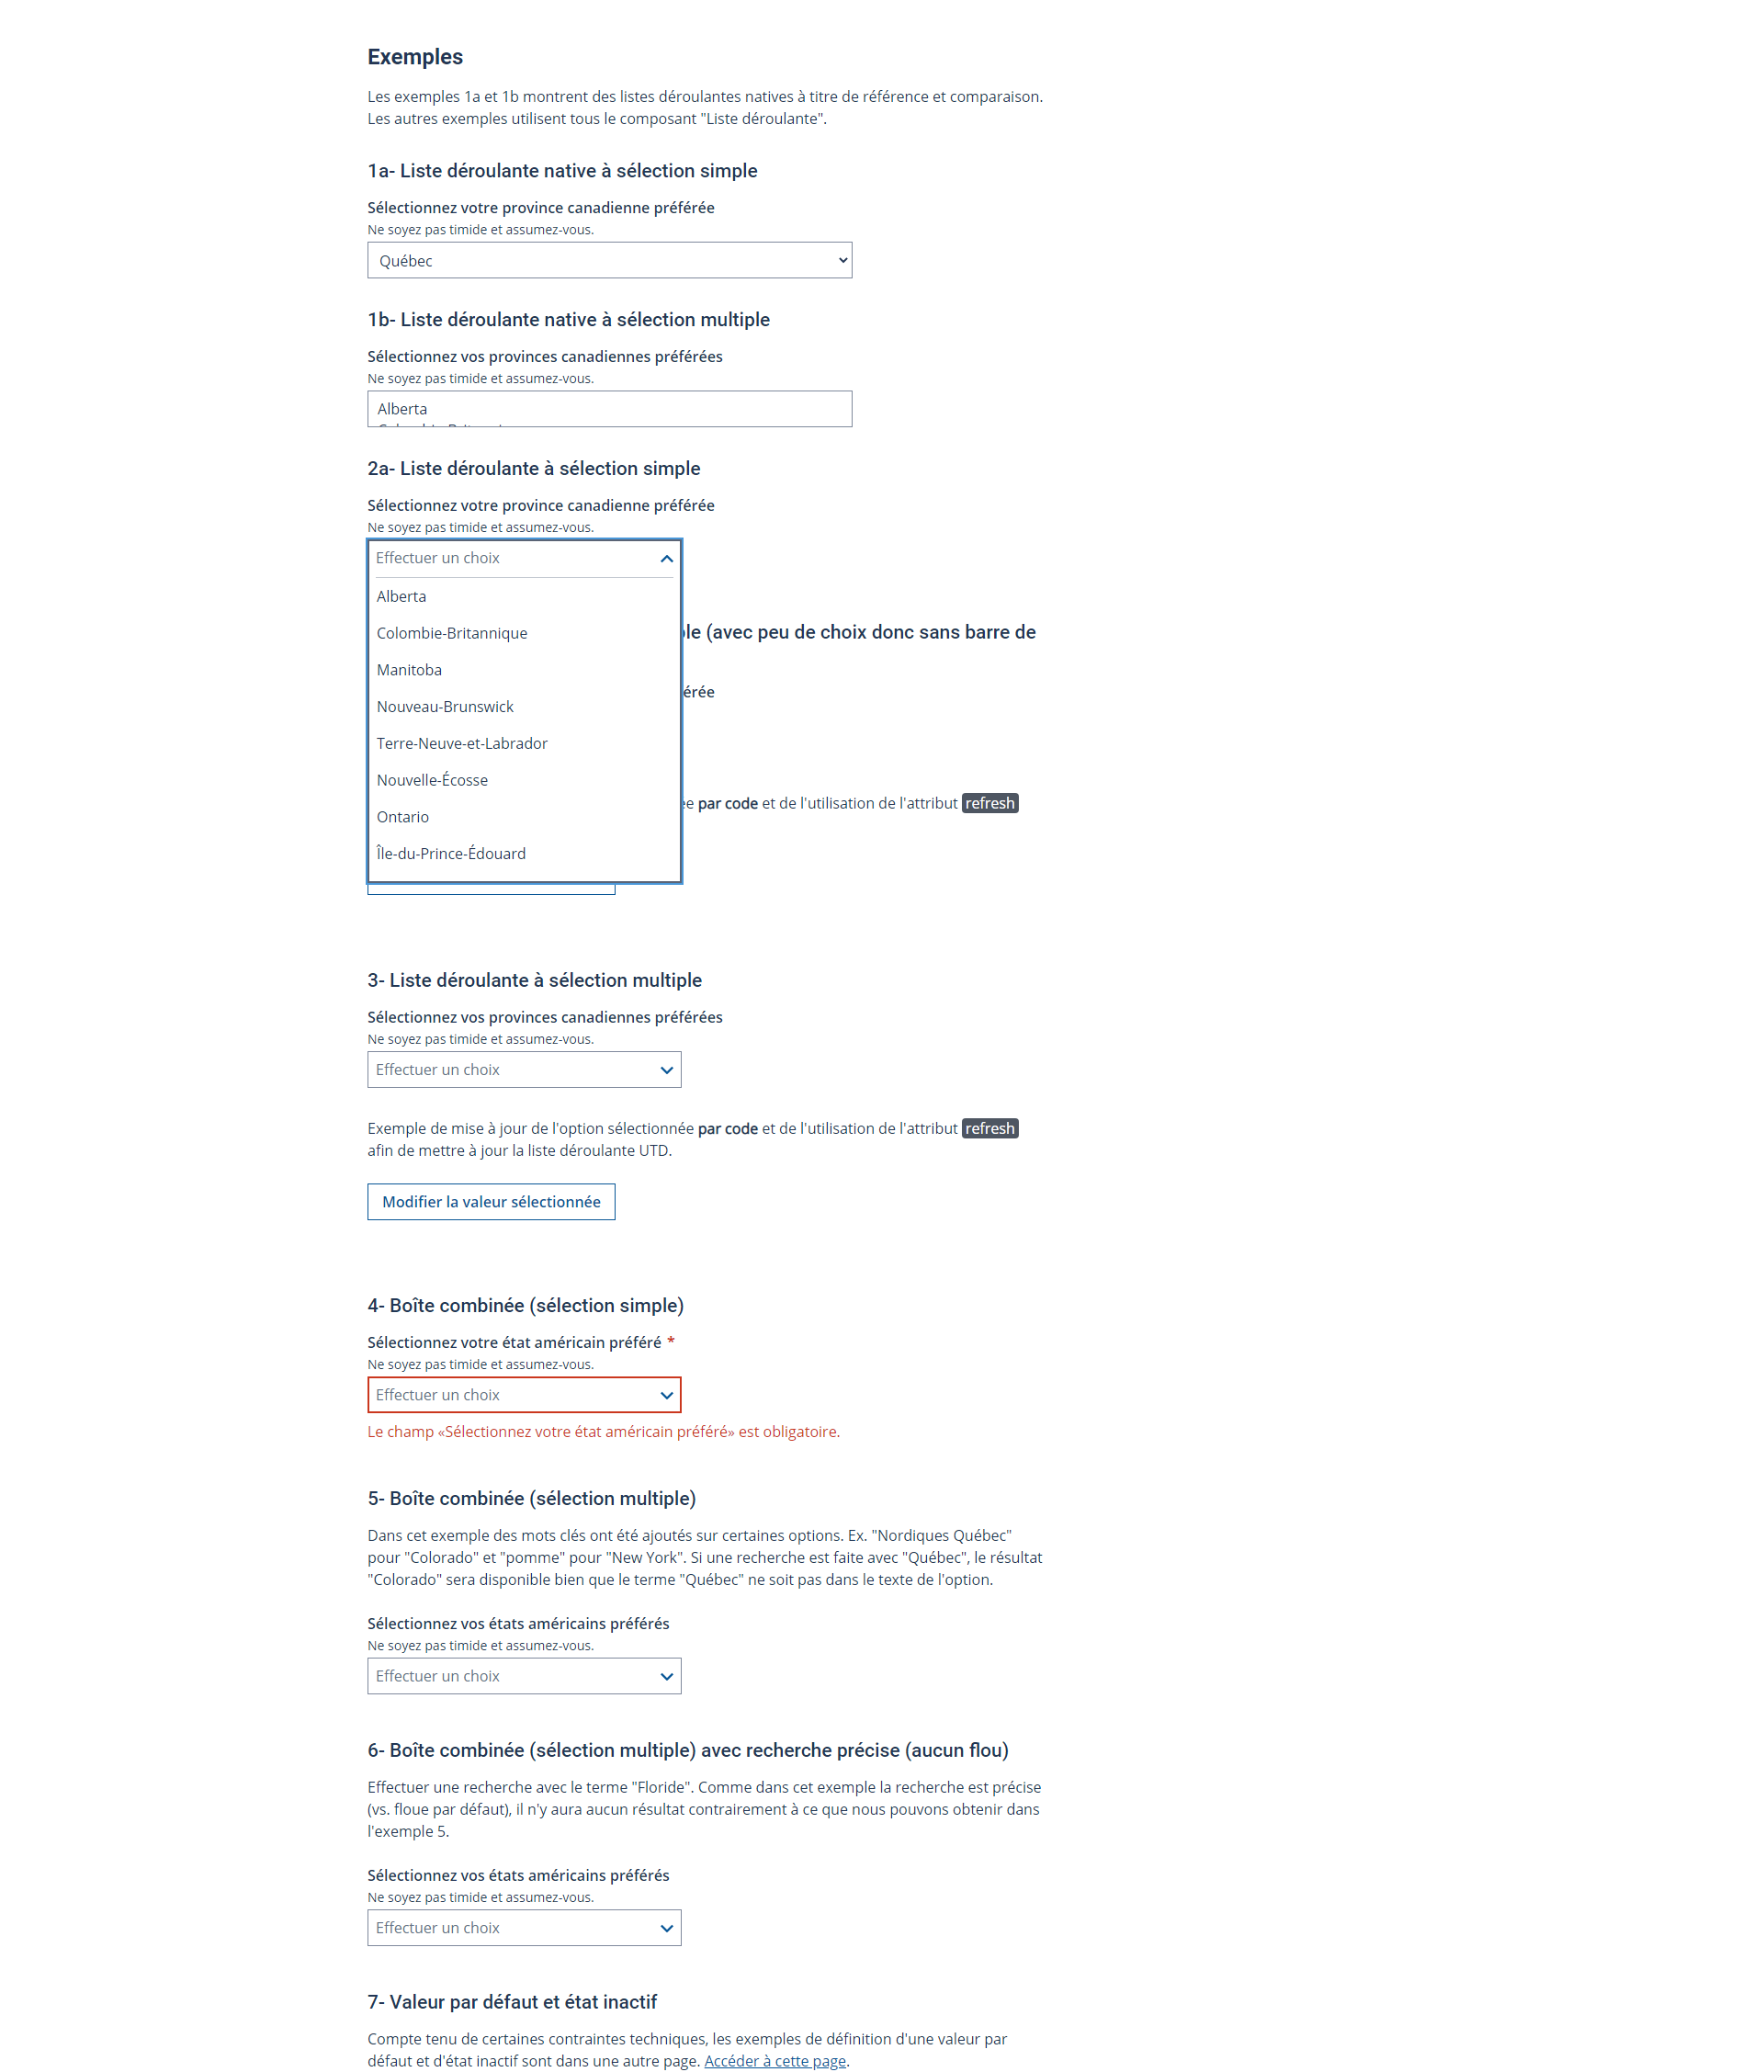 Exemples
Les exemples 1a et 1b montrent des listes déroulantes natives à titre de référence et comparaison.
Les autres exemples utilisent tous le composant "Liste déroulante".
1a- Liste déroulante native à sélection simple
Sélectionnez votre province canadienne préférée
Ne soyez pas timide et assumez-vous.
Québec
1b- Liste déroulante native à sélection multiple
Sélectionnez vos provinces canadiennes préférées
Ne soyez pas timide et assumez-vous.
Alberta
2a- Liste déroulante à sélection simple
Sélectionnez votre province canadienne préférée
Ne soyez pas timide et assumez-vous.
Effectuer un choix
Alberta
Colombie-Britannique
(avec peu de choix donc sans barre de
Manitoba
Nouveau-Brunswick
Terre-Neuve-et-Labrador
Nouvelle-Écosse
par code et de l'utilisation de l'attribut refresh
Ontario
Île-du-Prince-Édouard
3- Liste déroulante à sélection multiple
Sélectionnez vos provinces canadiennes préférées
Ne soyez pas timide et assumez-vous.
Effectuer un choix
Exemple de mise à jour de l'option sélectionnée par code et de l'utilisation de l'attribut refresh
afin de mettre à jour la liste déroulante UTD.
Modifier la valeur sélectionnée
4- Boîte combinée (sélection simple)
Sélectionnez votre état américain préféré *
Ne soyez pas timide et assumez-vous.
Effectuer un choix
Le champ «Sélectionnez votre état américain préféré» est obligatoire.
5- Boîte combinée (sélection multiple)
Dans cet exemple des mots clés ont été ajoutés sur certaines options. Ex. "Nordiques Québec"
pour "Colorado" et "pomme" pour "New York". Si une recherche est faite avec "Québec", le résultat
"Colorado" sera disponible bien que le terme "Québec" ne soit pas dans le texte de l'option.
Sélectionnez vos états américains préférés
Ne soyez pas timide et assumez-vous.
Effectuer un choix
6- Boîte combinée (sélection multiple) avec recherche précise (aucun flou)
Effectuer une recherche avec le terme "Floride". Comme dans cet exemple la recherche est précise
(vs. floue par défaut), il n'y aura aucun résultat contrairement à ce que nous pouvons obtenir dans
l'exemple 5.
Sélectionnez vos états américains préférés
Ne soyez pas timide et assumez-vous.
Effectuer un choix
7- Valeur par défaut et état inactif
Compte tenu de certaines contraintes techniques, les exemples de définition d'une valeur par
défaut et d'état inactif sont dans une autre page. Accéder à cette page.